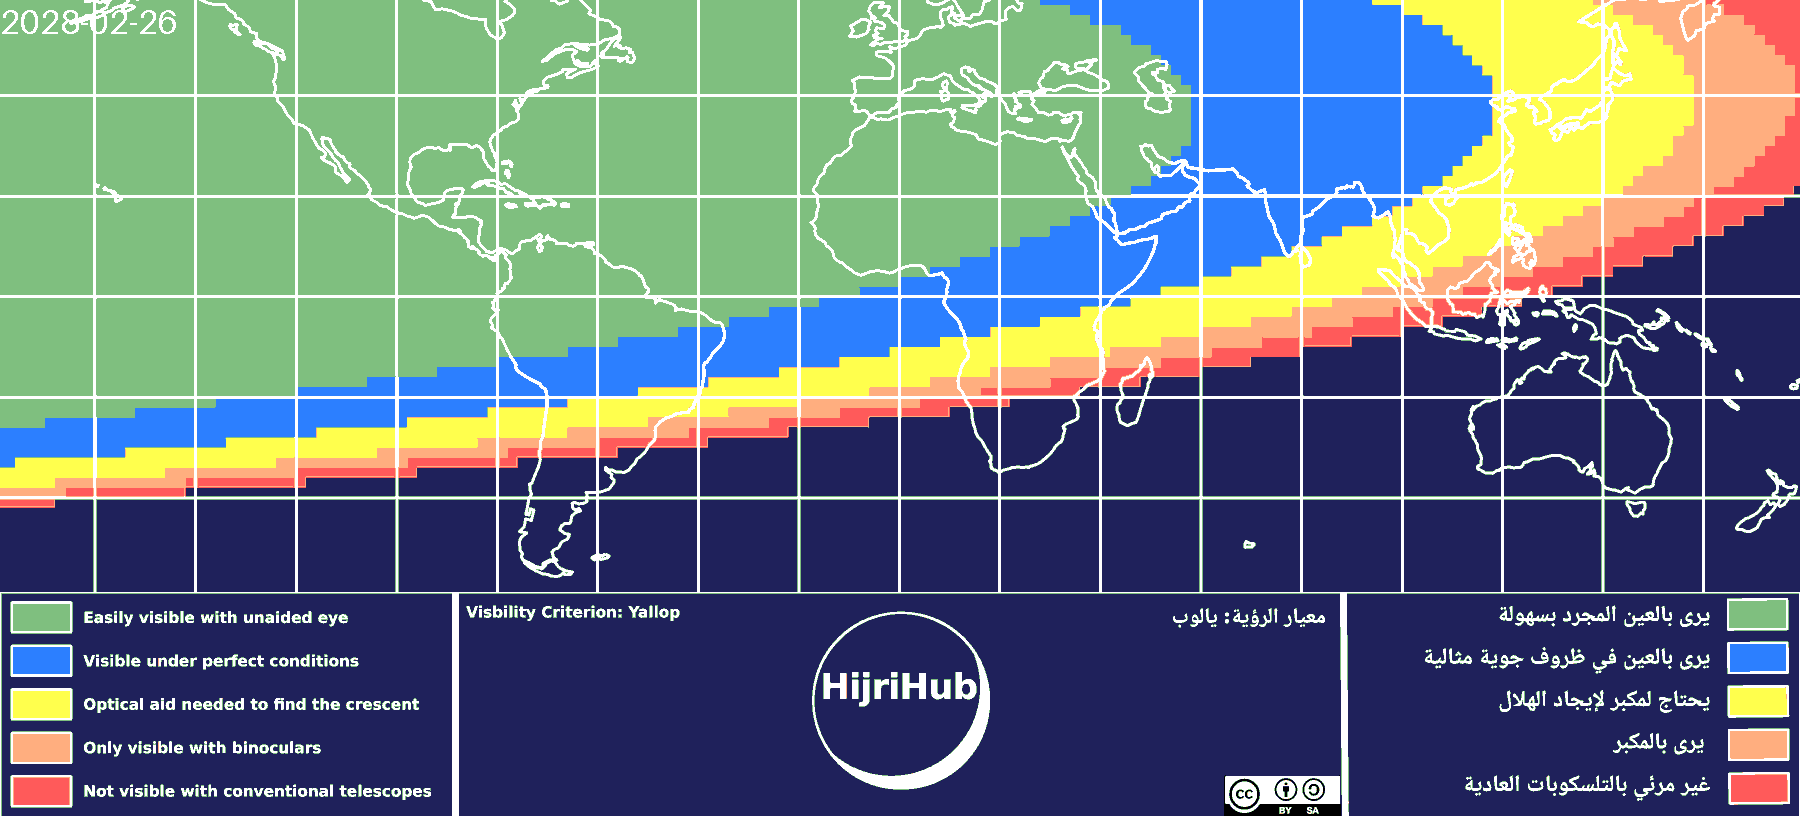 2028-02-26
Easily visible with unaided eye
Visible under perfect conditions
Optical aid needed to find the crescent
Only visible with binoculars
Not visible with conventional telescopes
Visbility Criterion: Yallop
معيار الرؤية: يالوب
HijriHub
CC BY SA
يرى بالعين المجرد بسهولة
يرى بالعين في ظروف جوية مثالية
يحتاج لمكبر لإيجاد الهلال
يرى بالمكبر
غير مرئي بالتلسكوبات العادية